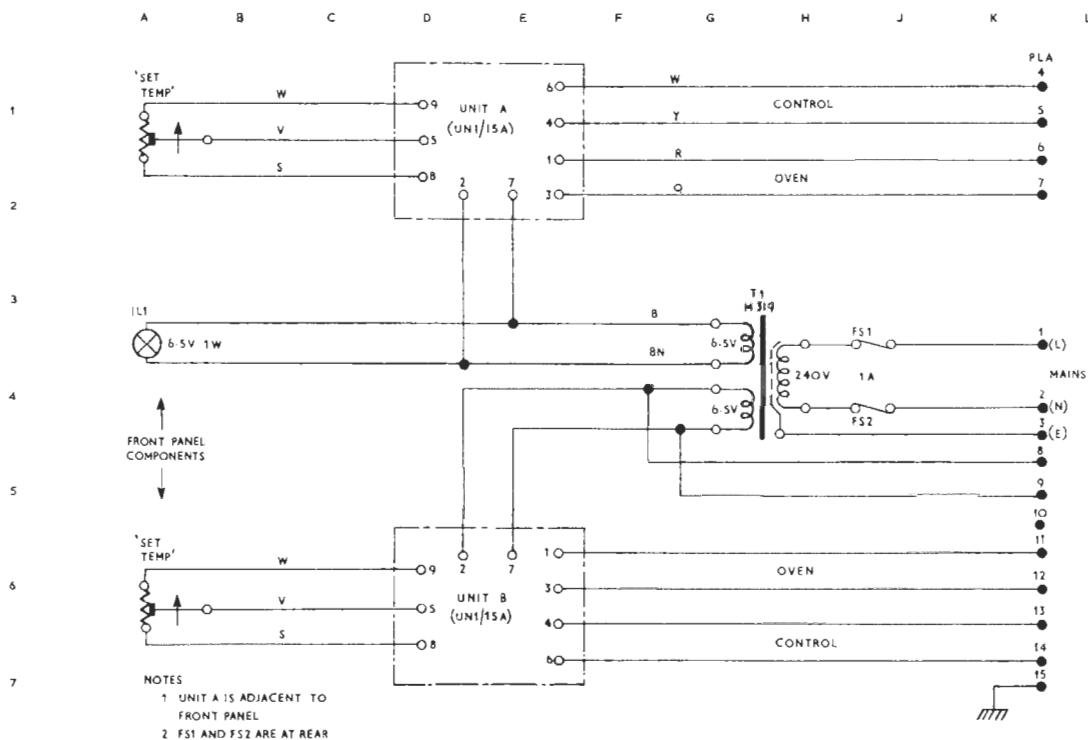 A B C D E F G H J K L
PLA
'SET TEMP' W 9 UNIT A 6 W 4
1 (UN1/15A) CONTROL
V 5 4 Y 5
1 R 6
S 8 2 7 OVEN
2 3 O 7
3 T1
M319
ILI B FS1 1
6·5V 1W 6·5V (L)
BN 240V 1A MAINS
4 2
6·5V (N)
FS2 3
FRONT PANEL (E)
COMPONENTS 8
5 9
10
'SET 11
TEMP' 2 7 1
W 9 OVEN
6 3 12
UNIT B
V 5 (UN1/15A) 4 13
S 8 CONTROL
6 14
7 15
NOTES
1 UNIT A IS ADJACENT TO
FRONT PANEL
2 FS1 AND FS2 ARE AT REAR